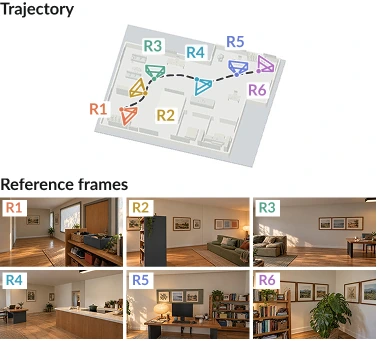 Trajectory
R3 R4 R5
R1 R2 R6
Reference frames
R1 R2 R3
R4 R5 R6